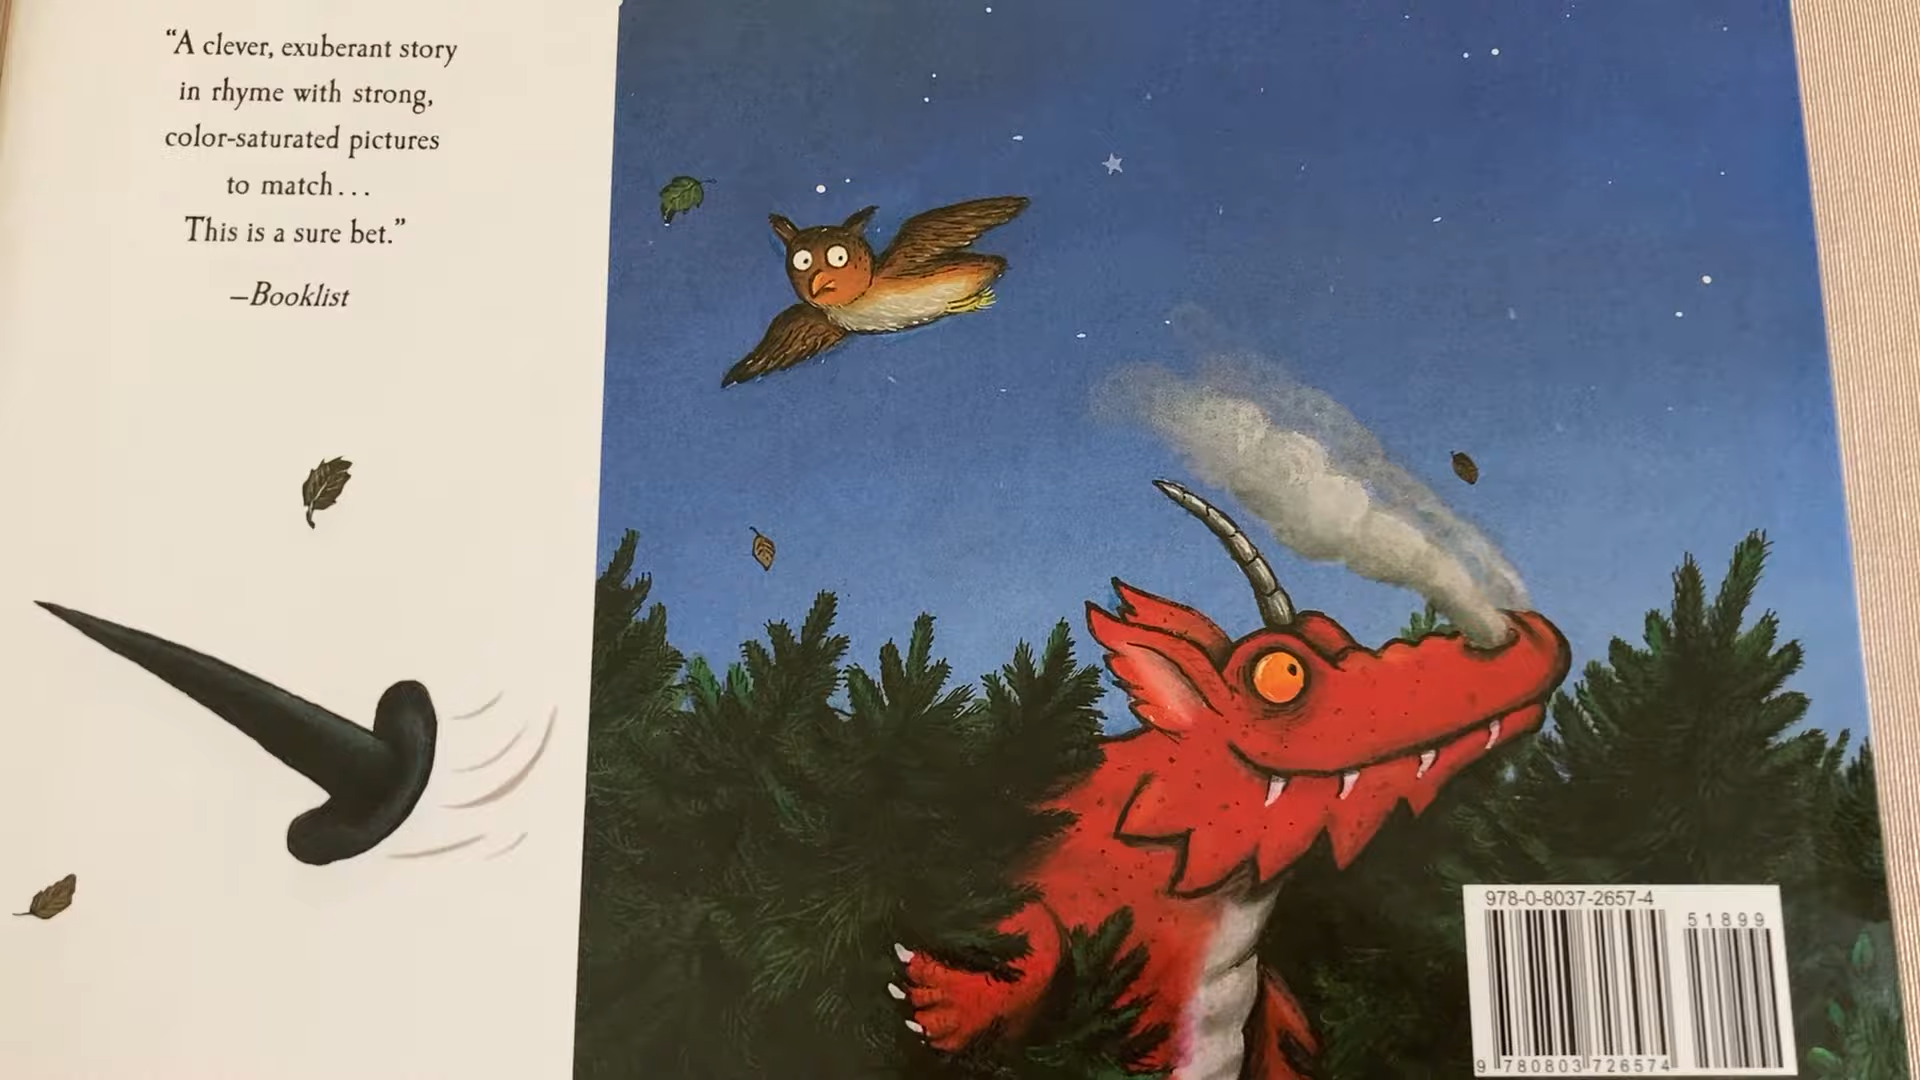 “A clever, exuberant story
in rhyme with strong,
color-saturated pictures
to match...
This is a sure bet.”
—Booklist
978-0-8037-2657-4
51899
9 780803 726574